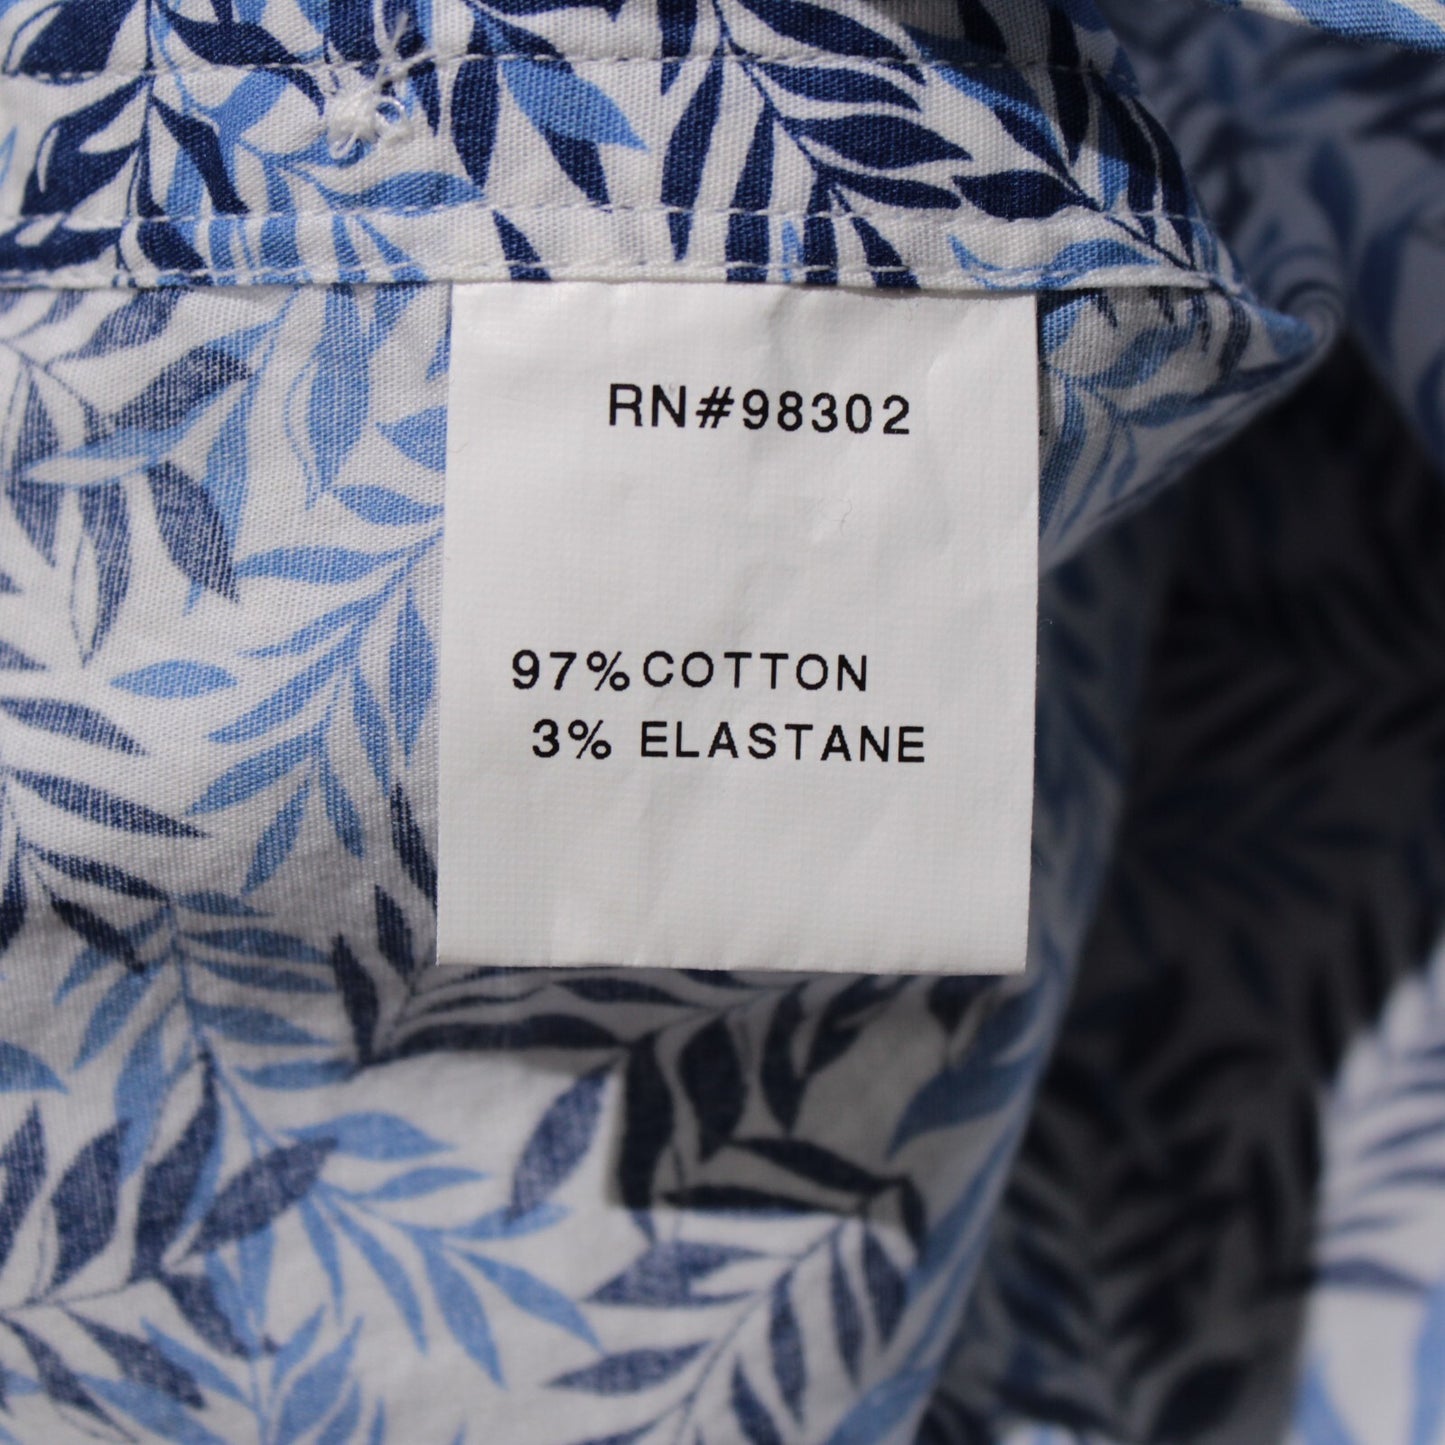 RN#98302
97% COTTON
3% ELASTANE